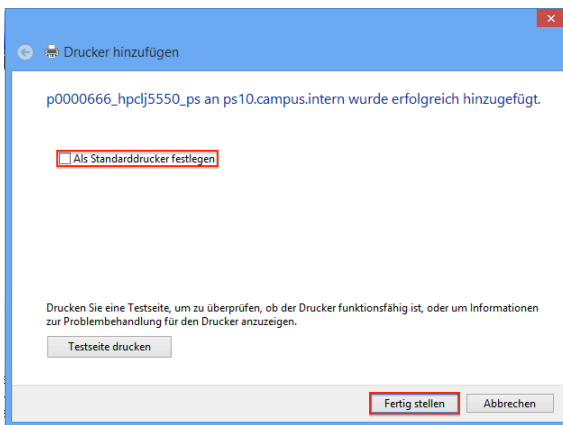 Drucker hinzufügen
p0000666_hpclj5550_ps an ps10.campus.intern wurde erfolgreich hinzugefügt.
Als Standarddrucker festlegen
Drucken Sie eine Testseite, um zu überprüfen, ob der Drucker funktionsfähig ist, oder um Informationen
zur Problembehandlung für den Drucker anzuzeigen.
Testseite drucken
Fertig stellen Abbrechen